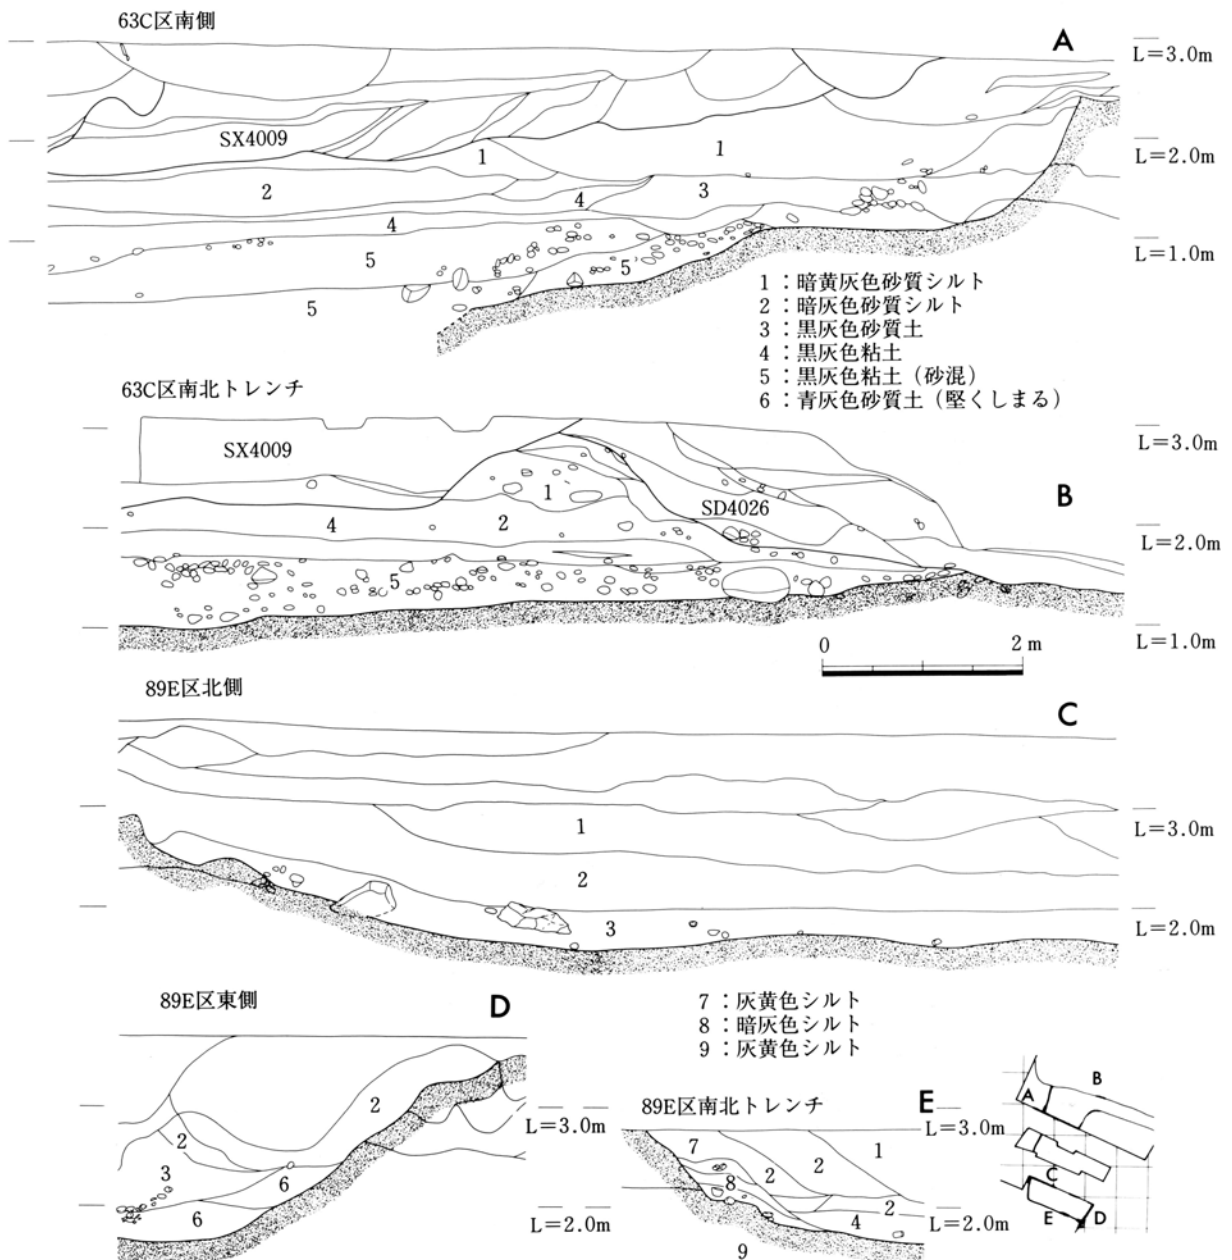 63C区南側
A
L=3.0m
SX4009
1
1
L=2.0m
2
4
3
4
5
5
L=1.0m
5
1：暗黄灰色砂質シルト
2：暗灰色砂質シルト
3：黒灰色砂質土
4：黒灰色粘土
5：黒灰色粘土（砂混）
6：青灰色砂質土（堅くしまる）
63C区南北トレンチ
SX4009
L=3.0m
B
1
4
2
SD4026
L=2.0m
5
L=1.0m
0 2 m
89E区北側
C
1
L=3.0m
2
3
L=2.0m
89E区東側
D
7：灰黄色シルト
8：暗灰色シルト
9：灰黄色シルト
2
L=3.0m
2
3
6
6
L=2.0m
89E区南北トレンチ
E
L=3.0m
7
2
2
1
8
2
4
L=2.0m
9
A
B
C
E
D